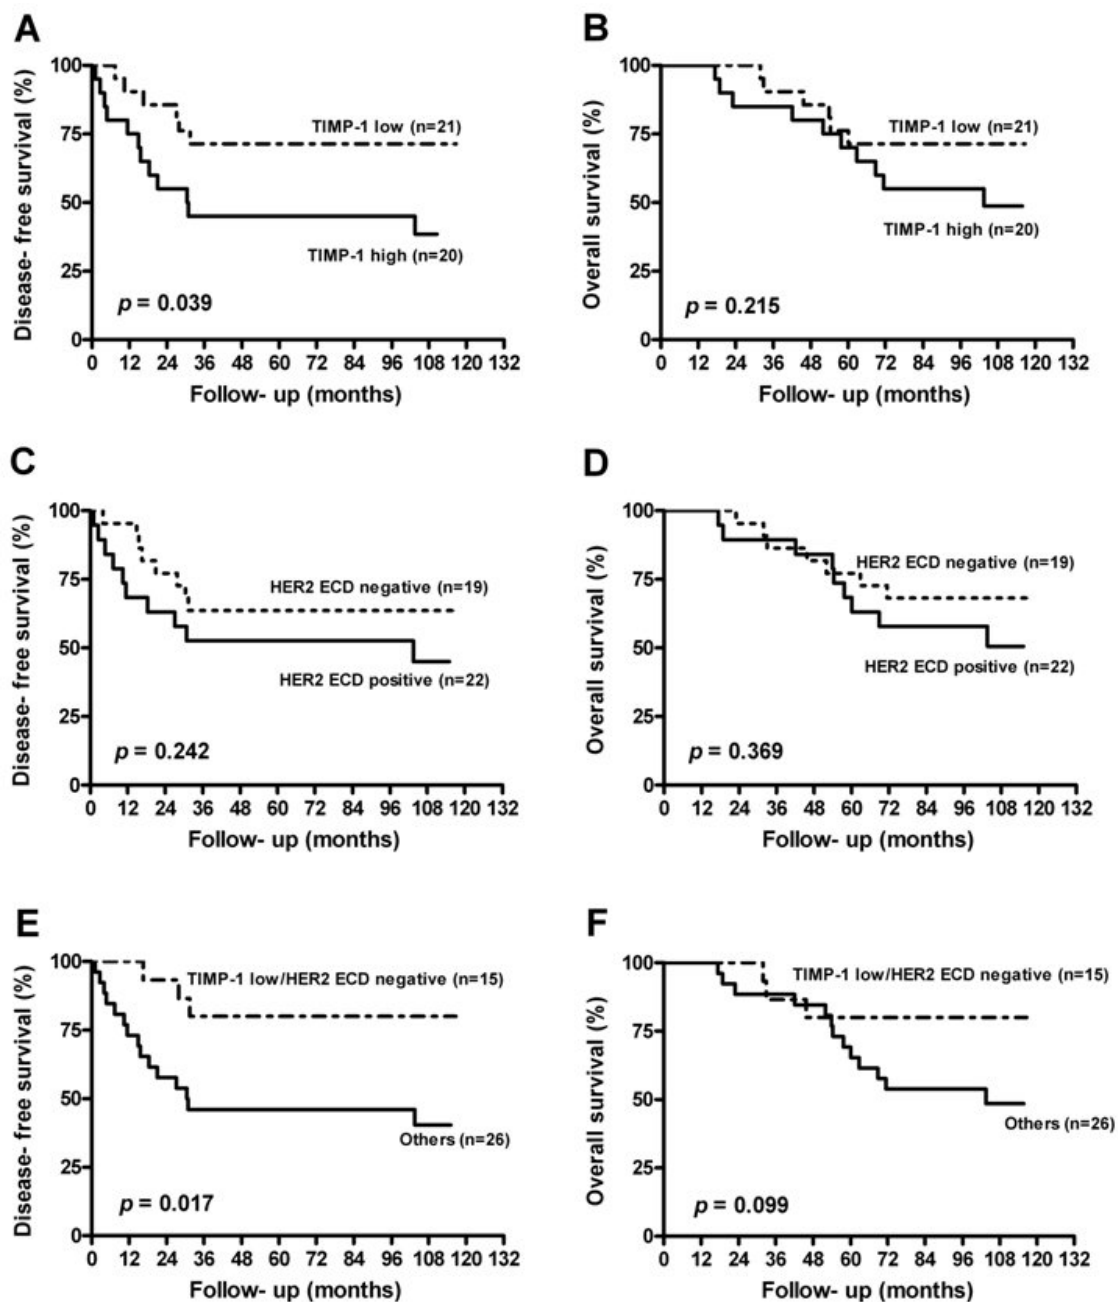 A
Disease- free survival (%)
100
75
50
25
0
TIMP-1 low (n=21)
TIMP-1 high (n=20)
p = 0.039
0 12 24 36 48 60 72 84 96 108 120 132
Follow- up (months)
B
Overall survival (%)
100
75
50
25
0
TIMP-1 low (n=21)
TIMP-1 high (n=20)
p = 0.215
0 12 24 36 48 60 72 84 96 108 120 132
Follow- up (months)
C
Disease- free survival (%)
100
75
50
25
0
HER2 ECD negative (n=19)
HER2 ECD positive (n=22)
p = 0.242
0 12 24 36 48 60 72 84 96 108 120 132
Follow- up (months)
D
Overall survival (%)
100
75
50
25
0
HER2 ECD negative (n=19)
HER2 ECD positive (n=22)
p = 0.369
0 12 24 36 48 60 72 84 96 108 120 132
Follow- up (months)
E
Disease- free survival (%)
100
75
50
25
0
TIMP-1 low/HER2 ECD negative (n=15)
Others (n=26)
p = 0.017
0 12 24 36 48 60 72 84 96 108 120 132
Follow- up (months)
F
Overall survival (%)
100
75
50
25
0
TIMP-1 low/HER2 ECD negative (n=15)
Others (n=26)
p = 0.099
0 12 24 36 48 60 72 84 96 108 120 132
Follow- up (months)